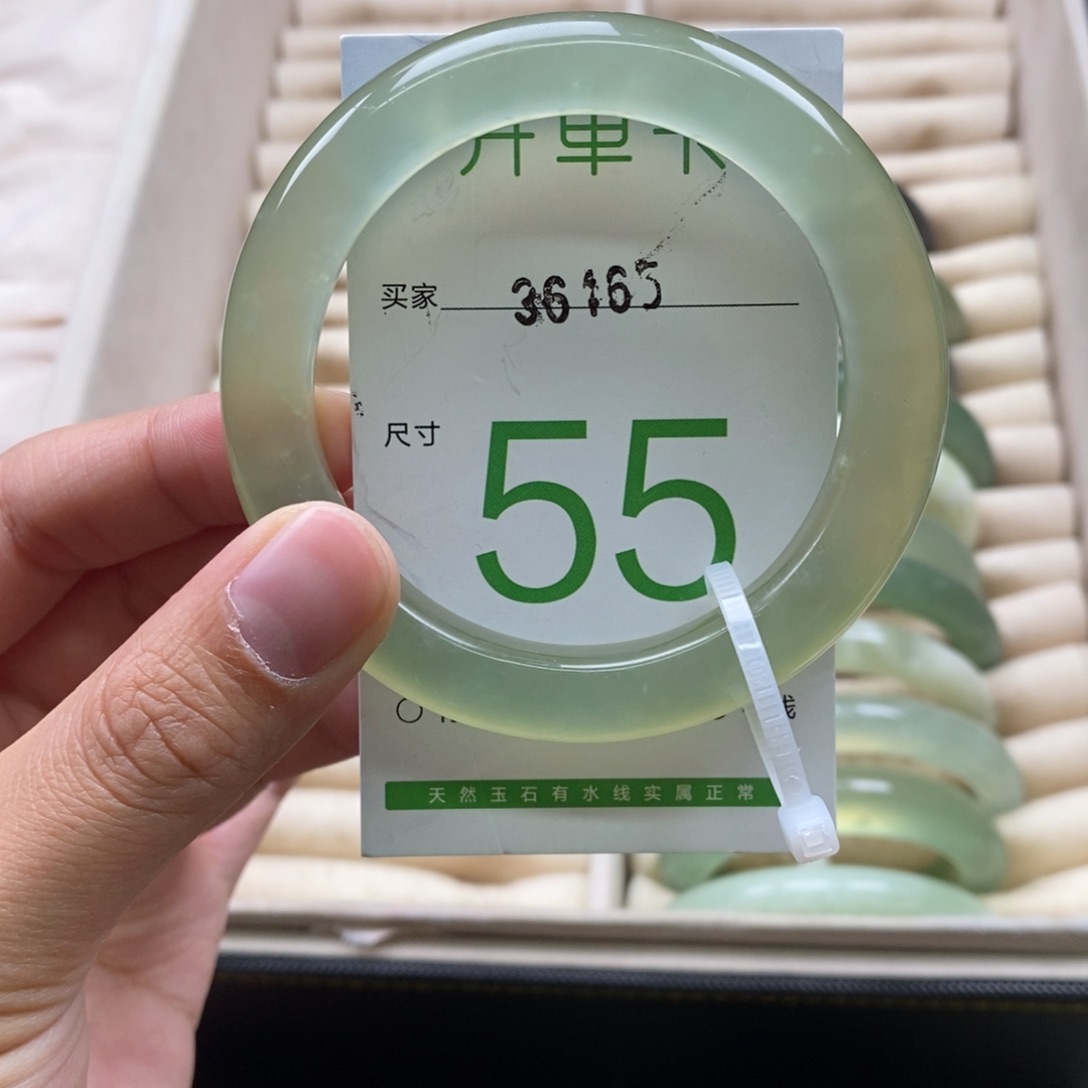 开单卡
买家 36165
尺寸 55
天然玉石有水线实属正常